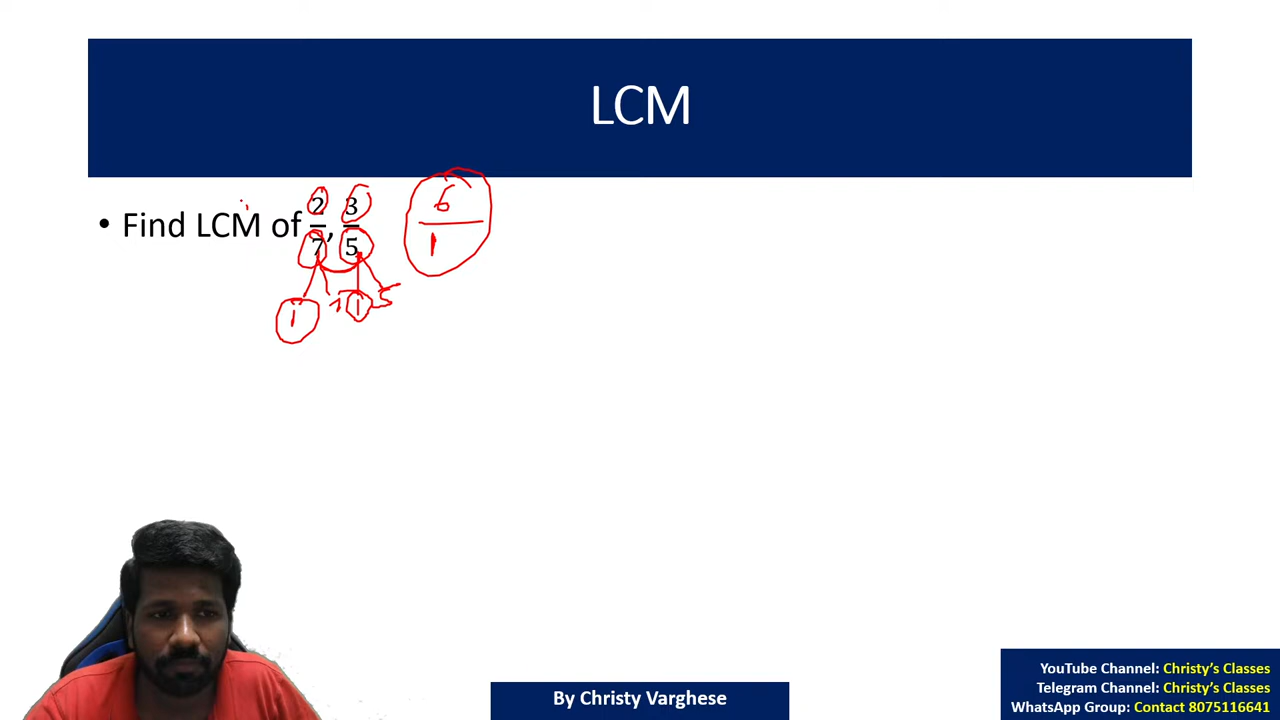 LCM
• Find LCM of 2/7, 3/5
6/1
1 7 1 5
By Christy Varghese
YouTube Channel: Christy's Classes
Telegram Channel: Christy's Classes
WhatsApp Group: Contact 8075116641